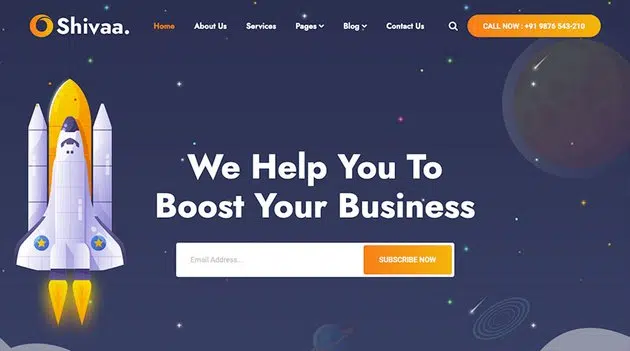 Shivaa.
Home About Us Services Pages Blog Contact Us
CALL NOW : +91 9876 543-210
We Help You To
Boost Your Business
Email Address...
SUBSCRIBE NOW